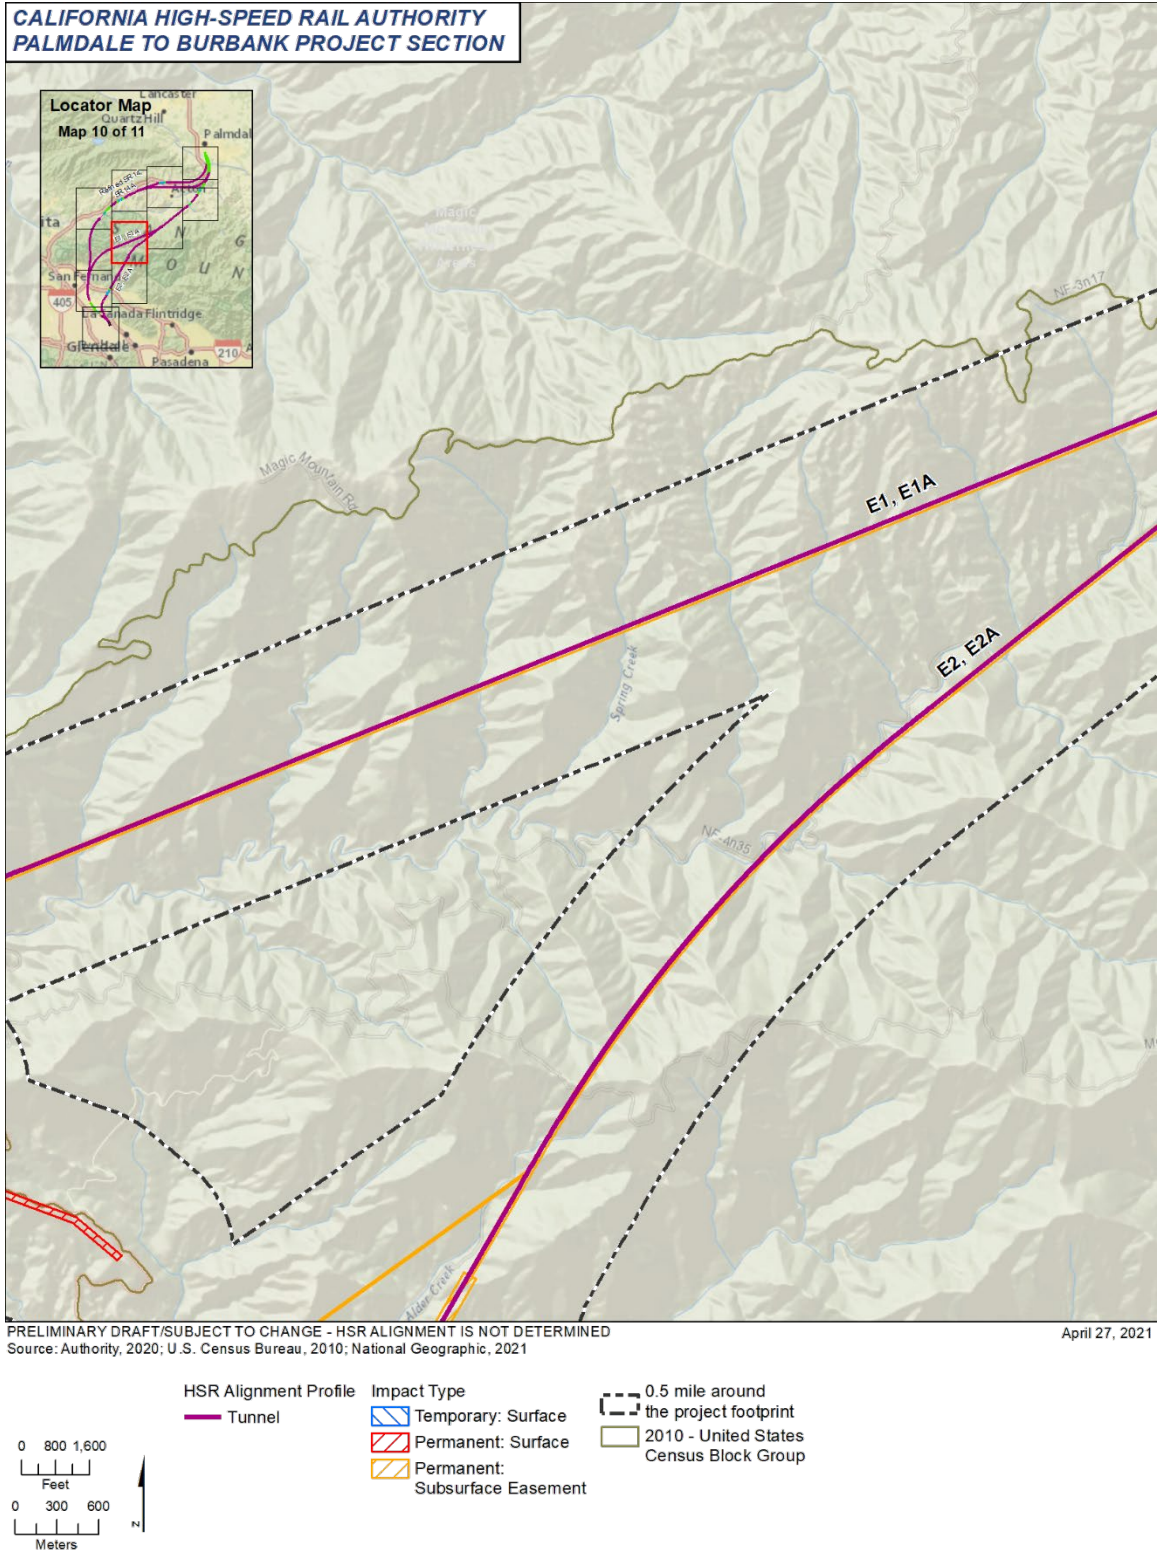 CALIFORNIA HIGH-SPEED RAIL AUTHORITY
PALMDALE TO BURBANK PROJECT SECTION
Locator Map
Map 10 of 11
Lancaster
Quartz Hill
Palmdal
Acton
ita
San Fernand
405
La Canada Flintridge
Glendale
Pasadena
210
Magic
NF-3n17
Magic Mountain Rd
E1, E1A
E2, E2A
Spring Creek
NF-4n35
Alder Creek
PRELIMINARY DRAFT/SUBJECT TO CHANGE - HSR ALIGNMENT IS NOT DETERMINED
April 27, 2021
Source: Authority, 2020; U.S. Census Bureau, 2010; National Geographic, 2021
HSR Alignment Profile
Tunnel
Impact Type
Temporary: Surface
Permanent: Surface
Permanent:
Subsurface Easement
0.5 mile around
the project footprint
2010 - United States
Census Block Group
0 800 1,600
Feet
0 300 600
Meters
N